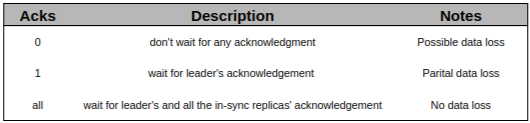 Acks Description Notes
0 don't wait for any acknowledgment Possible data loss
1 wait for leader's acknowledgement Parital data loss
all wait for leader's and all the in-sync replicas' acknowledgement No data loss